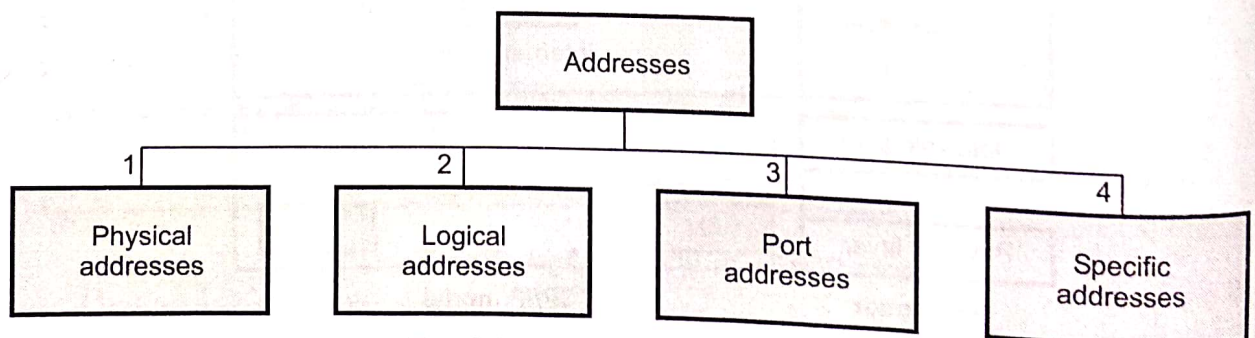 Addresses
1
2
3
4
Physical
addresses
Logical
addresses
Port
addresses
Specific
addresses